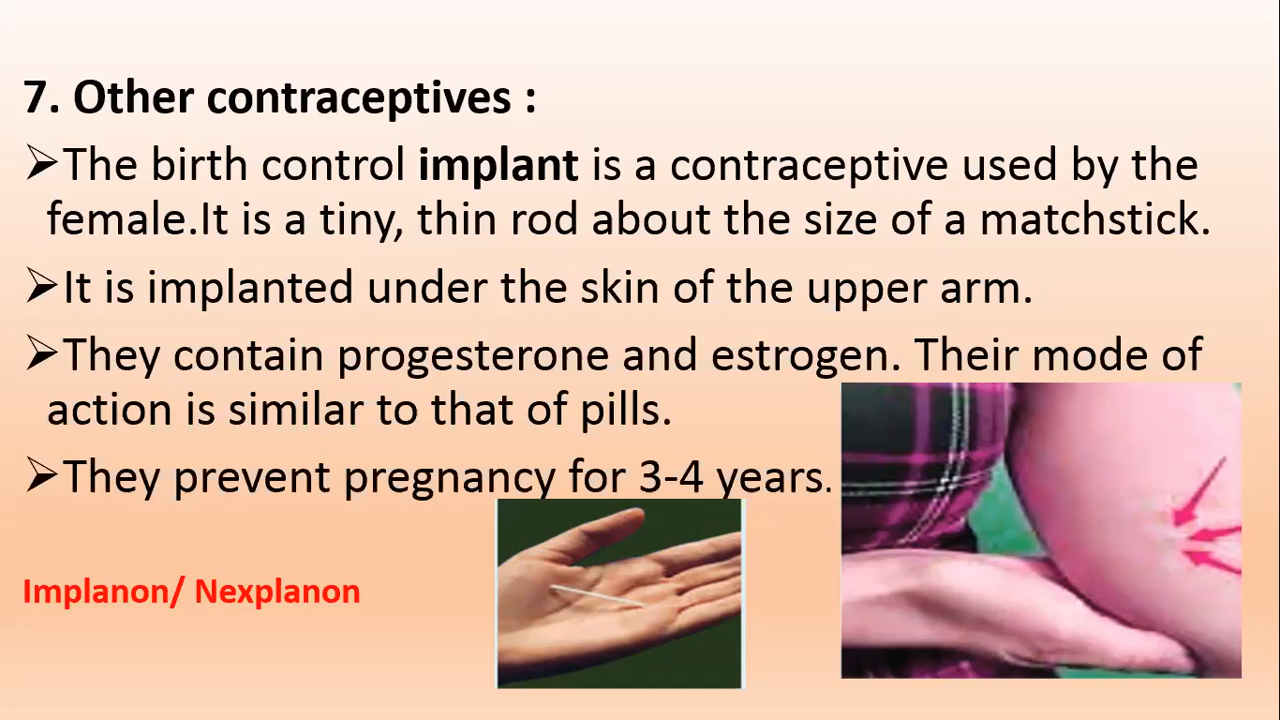 7. Other contraceptives :
➢The birth control implant is a contraceptive used by the
female.It is a tiny, thin rod about the size of a matchstick.
➢It is implanted under the skin of the upper arm.
➢They contain progesterone and estrogen. Their mode of
action is similar to that of pills.
➢They prevent pregnancy for 3-4 years.
Implanon/ Nexplanon